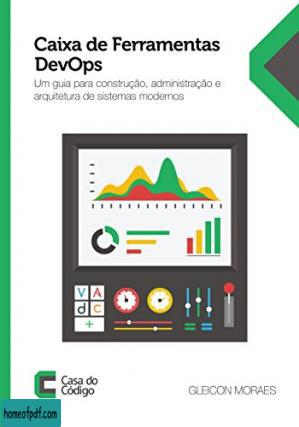 Caixa de Ferramentas
DevOps
Um guia para construção, administração e
arquitetura de sistemas modernos
V A
d C
+
Casa do
Código
GLEICON MORAES
homeofpdf.com